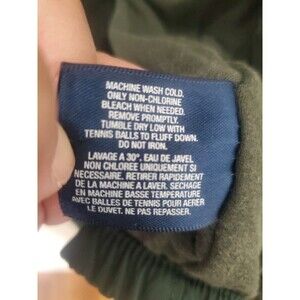 MACHINE WASH COLD.
ONLY NON-CHLORINE
BLEACH WHEN NEEDED.
REMOVE PROMPTLY.
TUMBLE DRY LOW WITH
TENNIS BALLS TO FLUFF DOWN.
DO NOT IRON.
LAVAGE A 30°. EAU DE JAVEL
NON CHLOREE UNIQUEMENT SI
NECESSAIRE. RETIRER RAPIDEMENT
DE LA MACHINE A LAVER. SECHAGE
EN MACHINE BASSE TEMPERATURE
AVEC BALLES DE TENNIS POUR AERER
LE DUVET. NE PAS REPASSER.